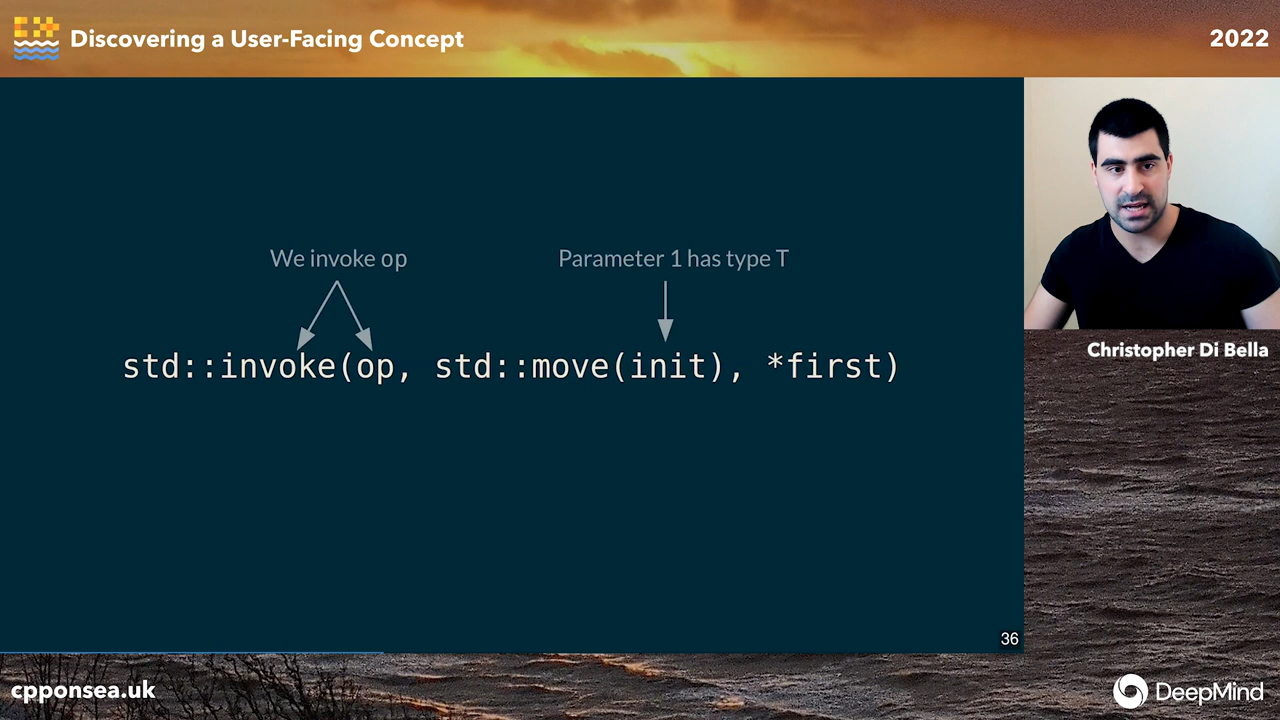 Discovering a User-Facing Concept
2022
We invoke op
Parameter 1 has type T
std::invoke(op, std::move(init), *first)
Christopher Di Bella
36
cpponsea.uk
DeepMind